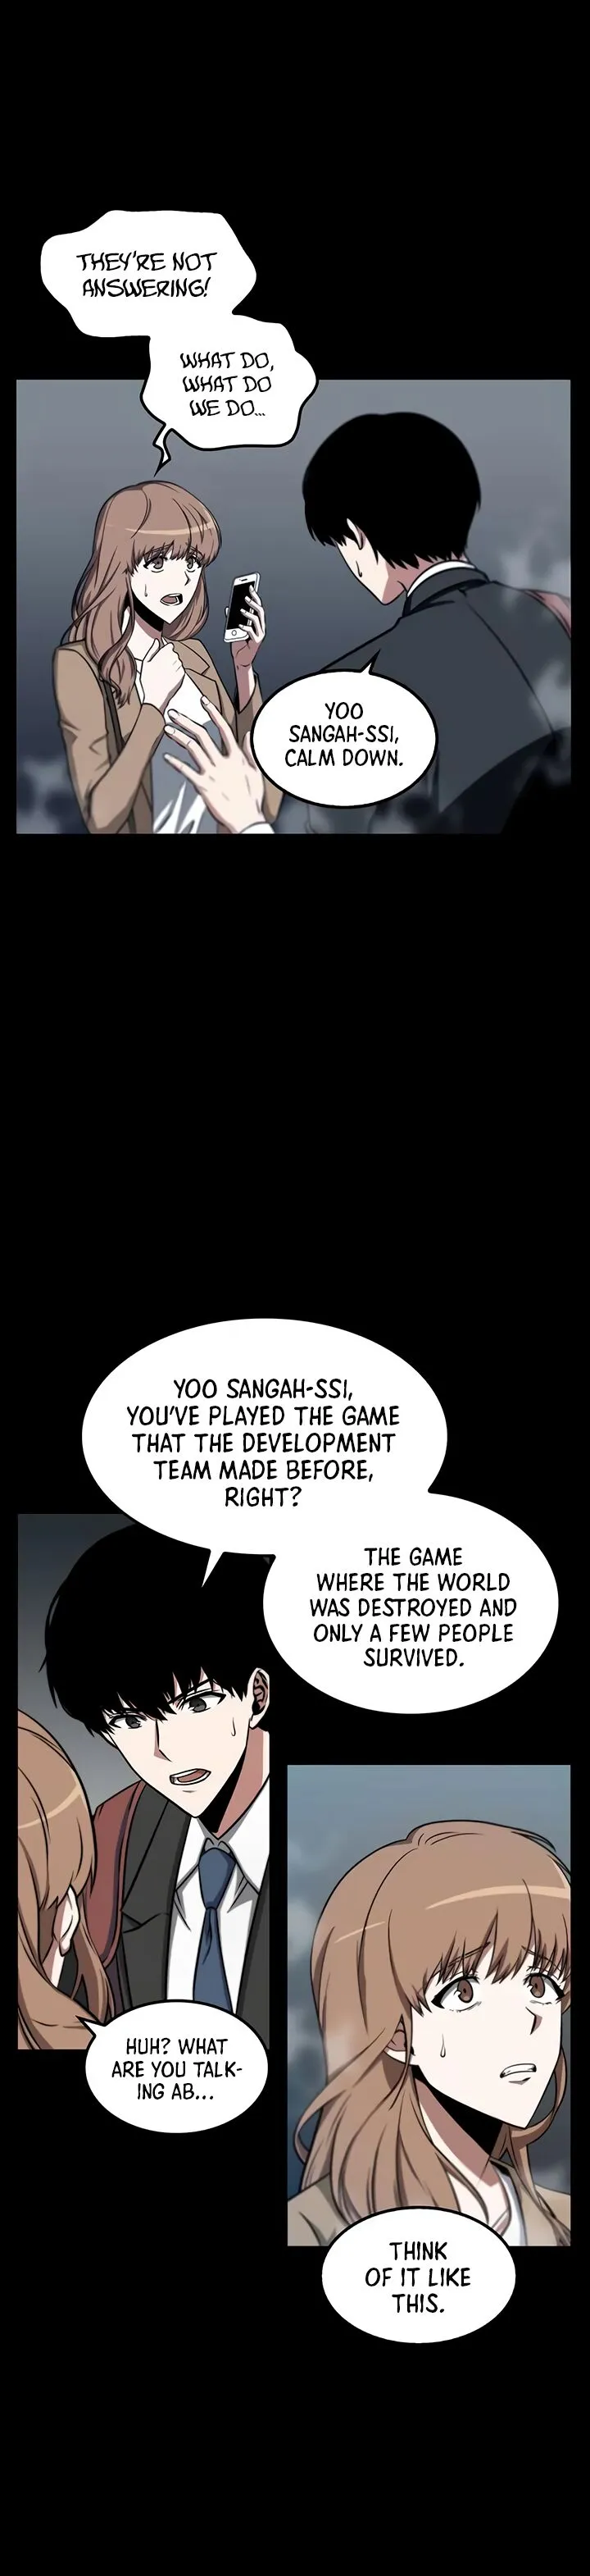 THEY'RE NOT
ANSWERING!
WHAT DO,
WHAT DO
WE DO...
YOO
SANGAH-SSI,
CALM DOWN.
YOO SANGAH-SSI,
YOU'VE PLAYED THE GAME
THAT THE DEVELOPMENT
TEAM MADE BEFORE,
RIGHT?
THE GAME
WHERE THE WORLD
WAS DESTROYED AND
ONLY A FEW PEOPLE
SURVIVED.
HUH? WHAT
ARE YOU TALK-
ING AB...
THINK
OF IT LIKE
THIS.